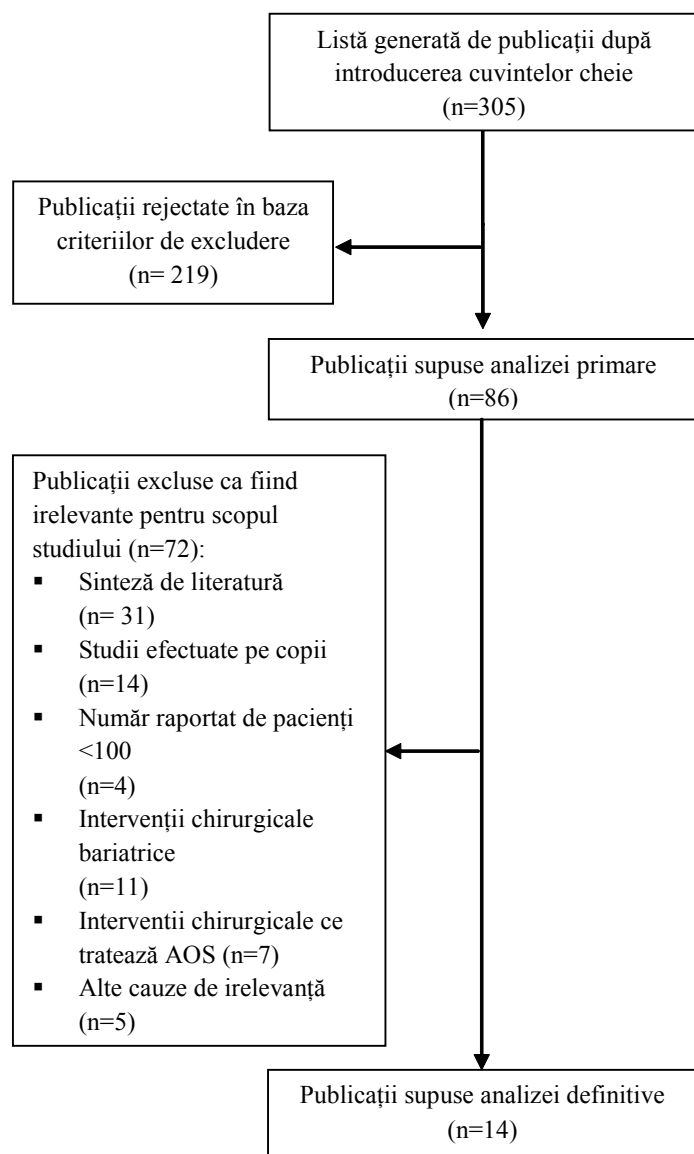 Listă generată de publicații după
introducerea cuvintelor cheie
(n=305)
Publicații rejectate în baza
criteriilor de excludere
(n= 219)
Publicații supuse analizei primare
(n=86)
Publicații excluse ca fiind
irelevante pentru scopul
studiului (n=72):
▪ Sinteză de literatură
(n= 31)
▪ Studii efectuate pe copii
(n=14)
▪ Număr raportat de pacienți
<100
(n=4)
▪ Intervenții chirurgicale
bariatrice
(n=11)
▪ Interventii chirurgicale ce
tratează AOS (n=7)
▪ Alte cauze de irelevanță
(n=5)
Publicații supuse analizei definitive
(n=14)